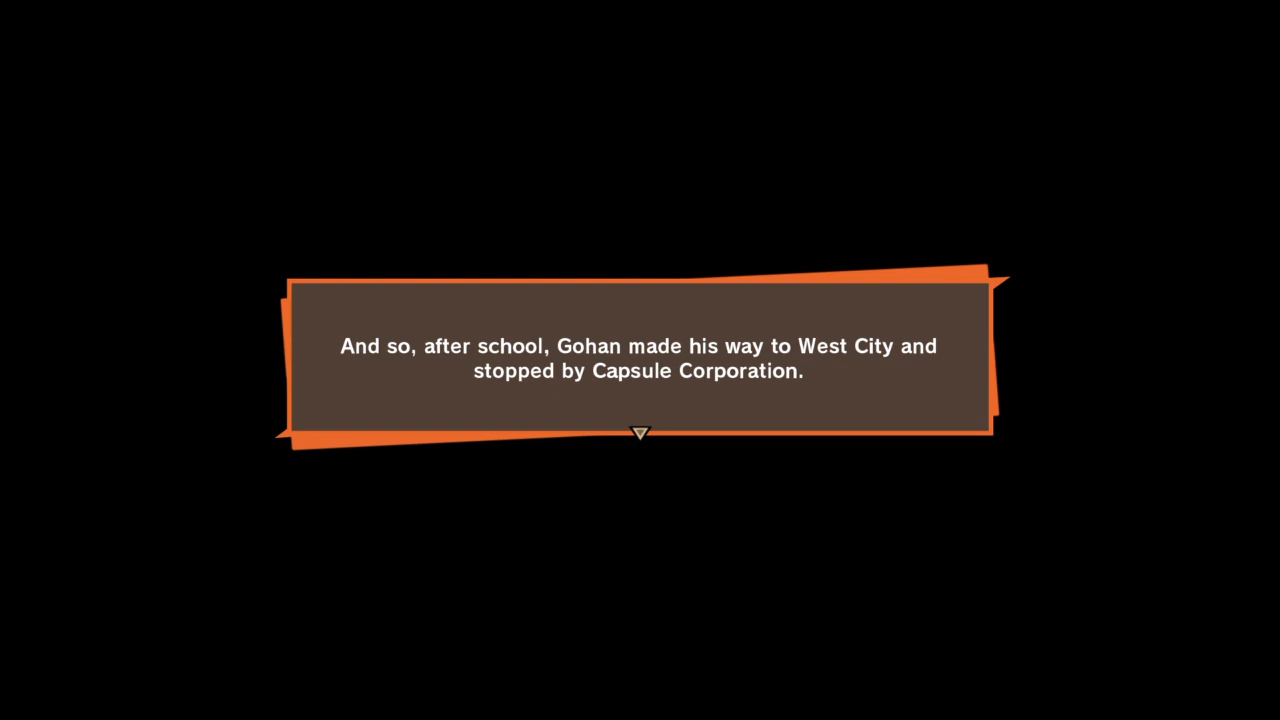 And so, after school, Gohan made his way to West City and
stopped by Capsule Corporation.